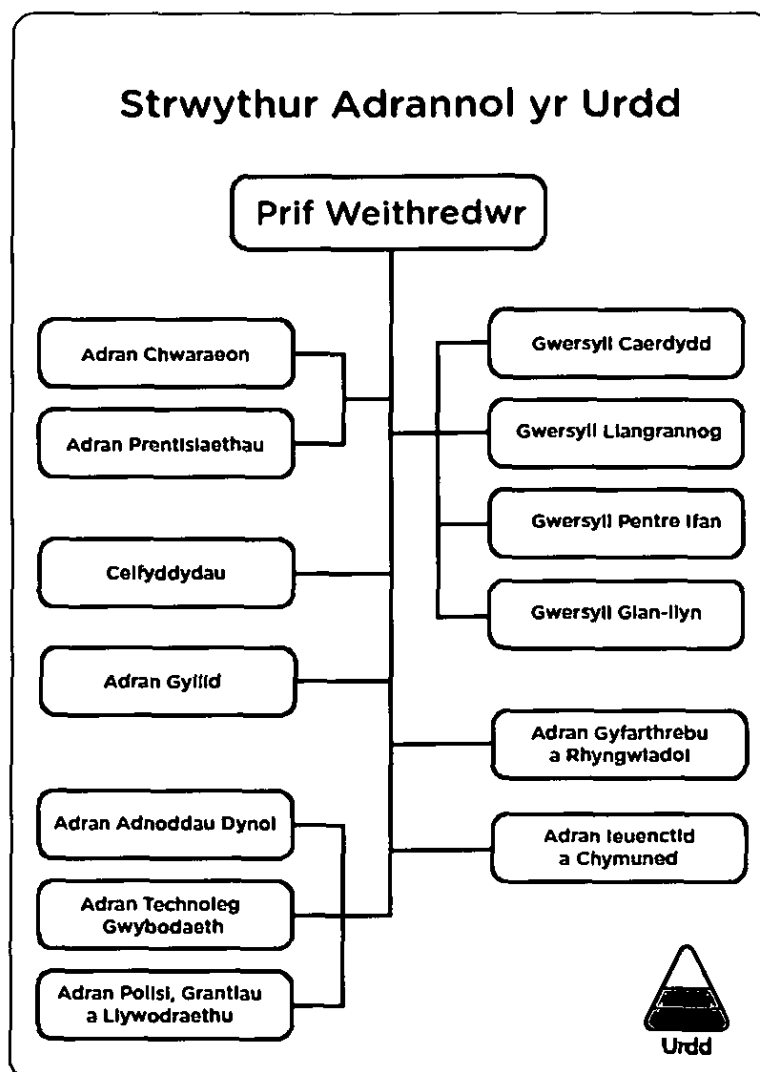 Strwythur Adrannol yr Urdd
Prif Weithredwr
Adran Chwaraeon
Adran Prentisiaethau
Celfyddydau
Adran Gyllid
Adran Adnoddau Dynol
Adran Technoleg
Gwybodaeth
Adran Polisi, Grantiau
a Llywodraethu
Gwersyll Caerdydd
Gwersyll Llangrannog
Gwersyll Pentre Ifan
Gwersyll Glan-llyn
Adran Gyfarthrebu
a Rhyngwladol
Adran Ieuenctid
a Chymuned
Urdd